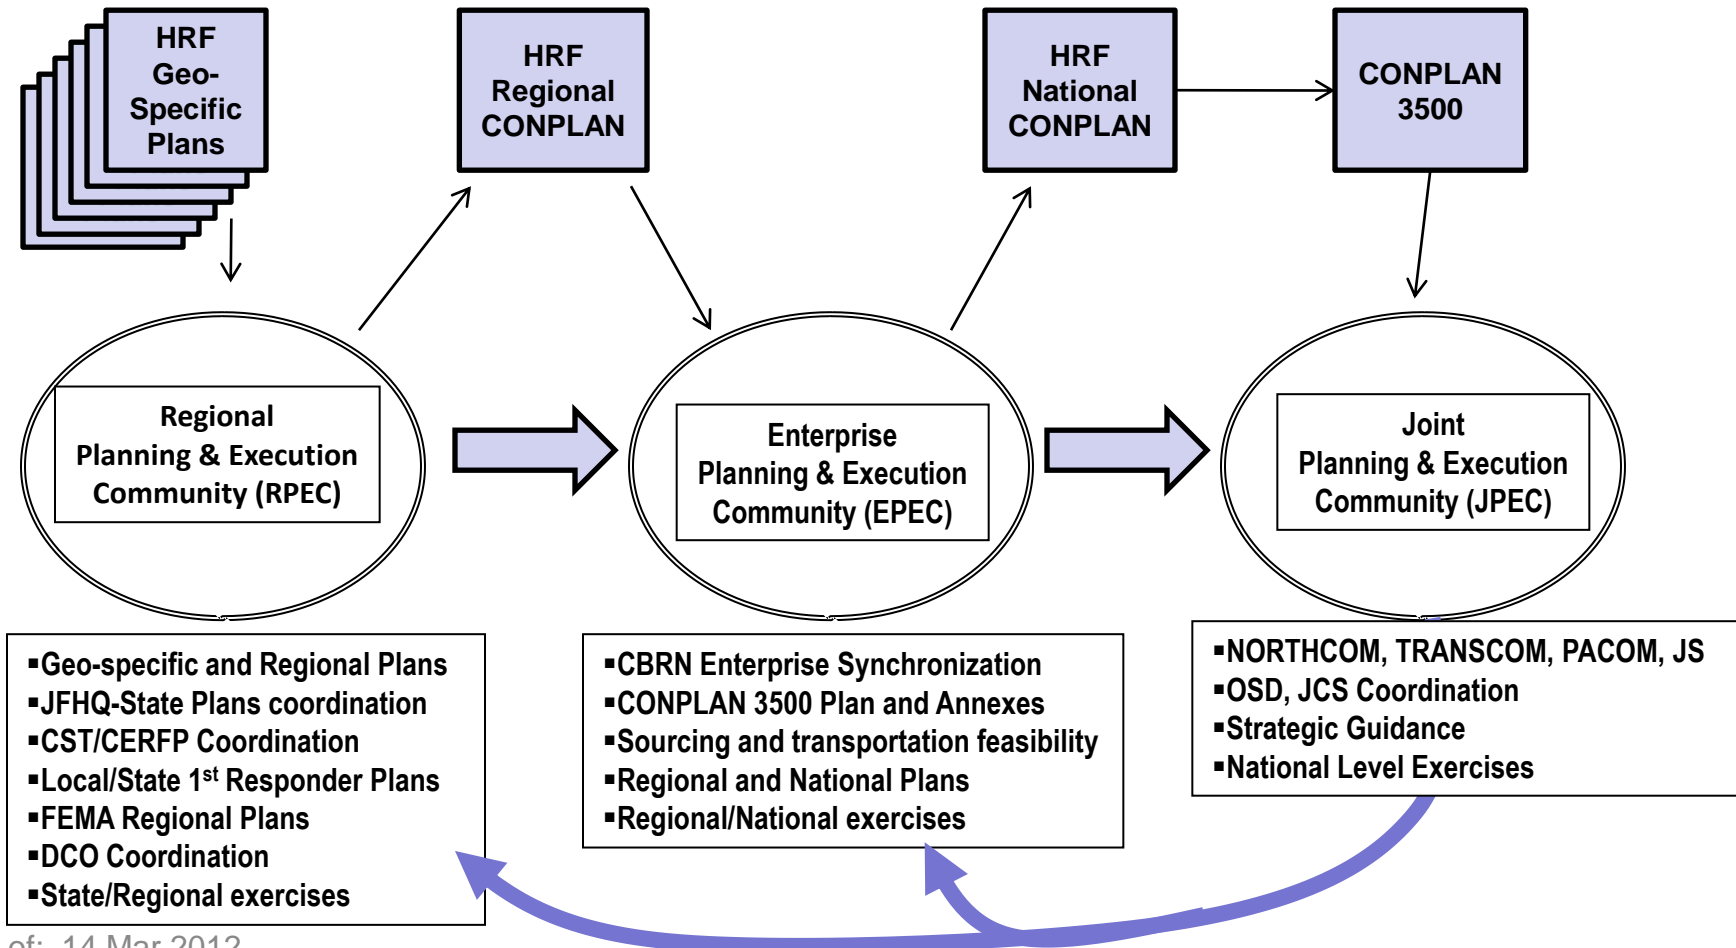 HRF
Geo-
Specific
Plans
HRF
Regional
CONPLAN
HRF
National
CONPLAN
CONPLAN
3500
Regional
Planning & Execution
Community (RPEC)
Enterprise
Planning & Execution
Community (EPEC)
Joint
Planning & Execution
Community (JPEC)
▪Geo-specific and Regional Plans
▪JFHQ-State Plans coordination
▪CST/CERFP Coordination
▪Local/State 1st Responder Plans
▪FEMA Regional Plans
▪DCO Coordination
▪State/Regional exercises
▪CBRN Enterprise Synchronization
▪CONPLAN 3500 Plan and Annexes
▪Sourcing and transportation feasibility
▪Regional and National Plans
▪Regional/National exercises
▪NORTHCOM, TRANSCOM, PACOM, JS
▪OSD, JCS Coordination
▪Strategic Guidance
▪National Level Exercises
of: 14 Mar 2012